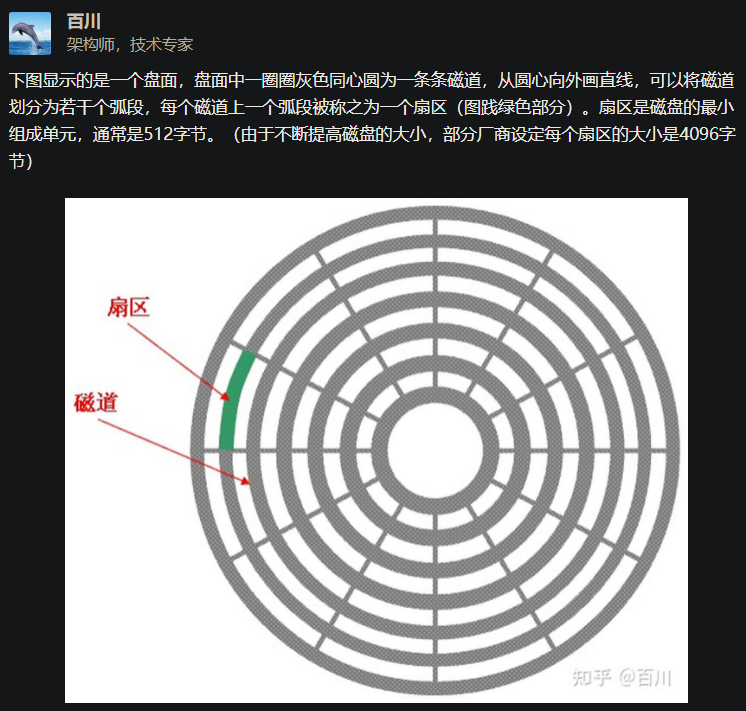 百川
架构师，技术专家
下图显示的是一个盘面，盘面中一圈圈灰色同心圆为一条条磁道，从圆心向外画直线，可以将磁道
划分为若干个弧段，每个磁道上一个弧段被称之为一个扇区（图践绿色部分）。扇区是磁盘的最小
组成单元，通常是512字节。（由于不断提高磁盘的大小，部分厂商设定每个扇区的大小是4096字
节）
扇区
磁道
知乎 @百川